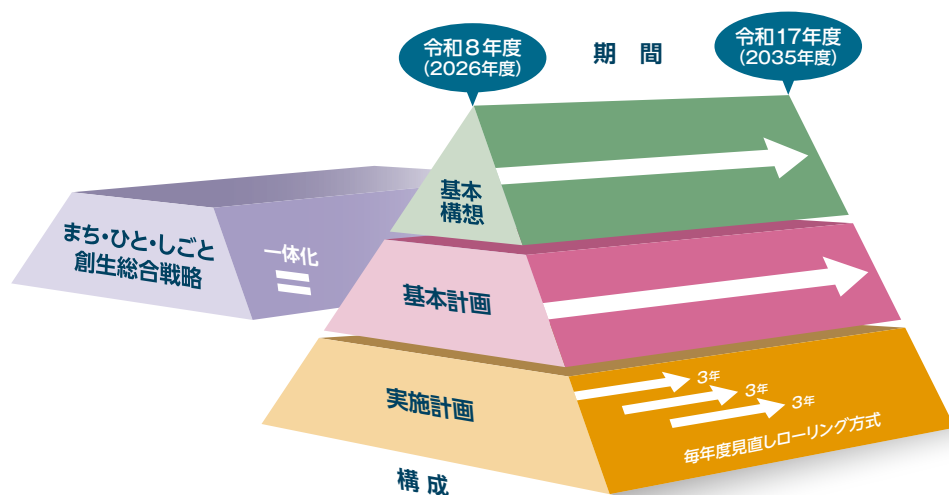 令和8年度
(2026年度)
期 間
令和17年度
(2035年度)
基本
構想
まち・ひと・しごと
創生総合戦略
一体化
基本計画
実施計画
3年
3年
3年
毎年度見直しローリング方式
構 成